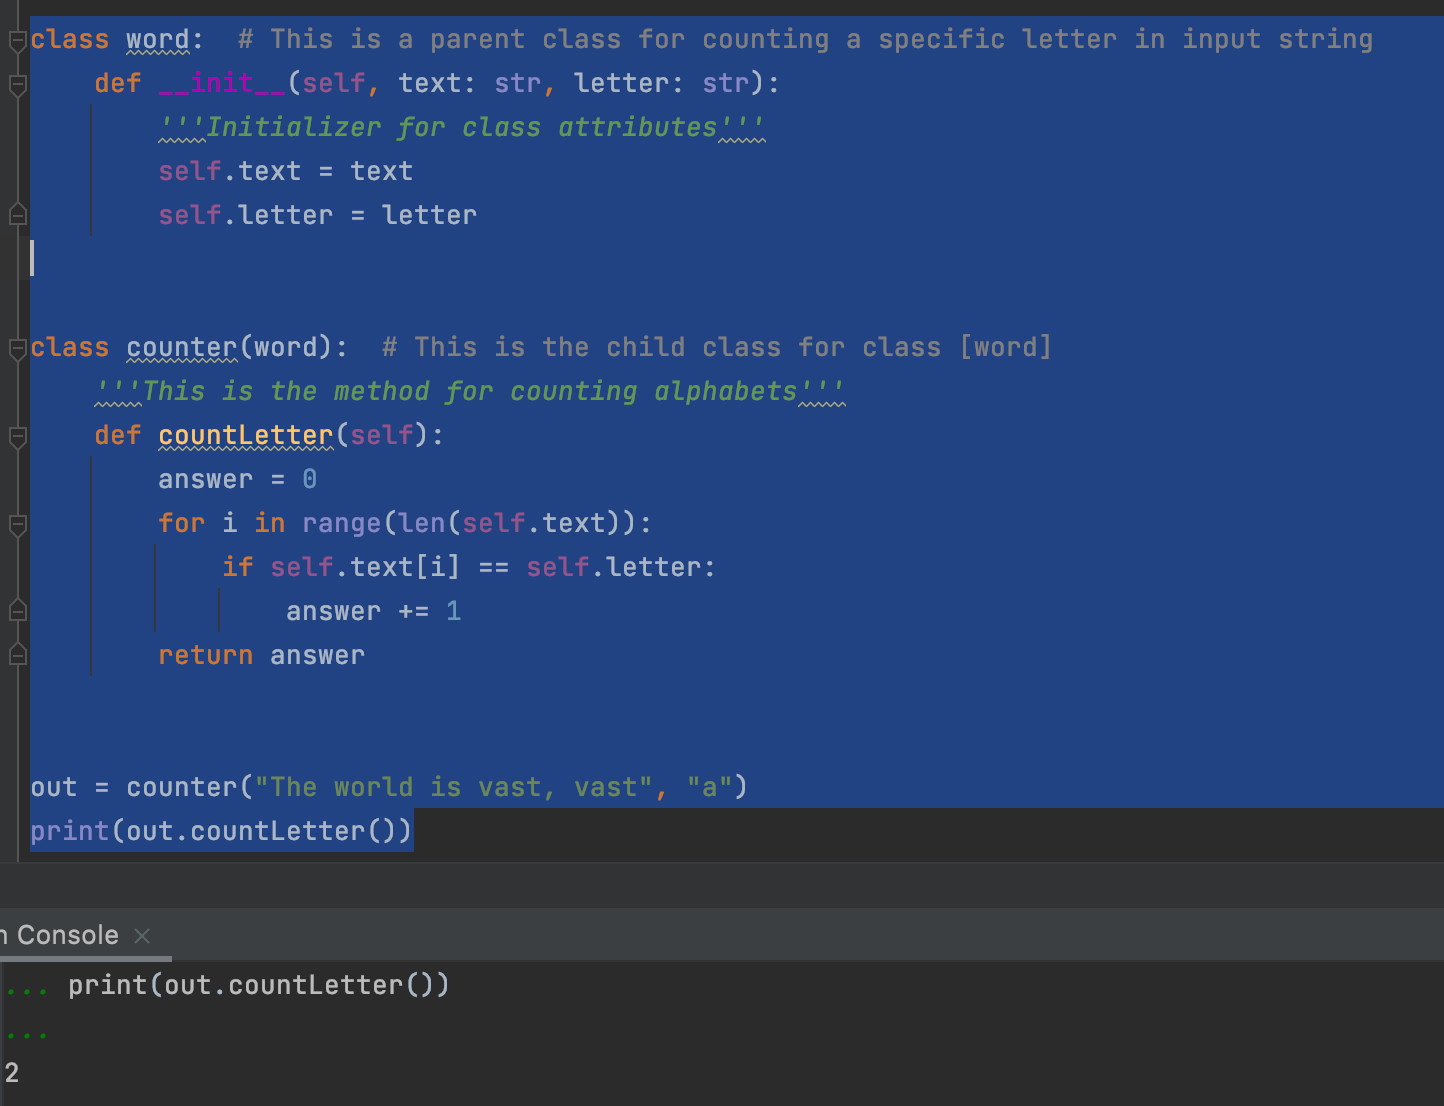 class word:  # This is a parent class for counting a specific letter in input string
    def __init__(self, text: str, letter: str):
        '''Initializer for class attributes'''
        self.text = text
        self.letter = letter
class counter(word):  # This is the child class for class [word]
    '''This is the method for counting alphabets'''
    def countLetter(self):
        answer = 0
        for i in range(len(self.text)):
            if self.text[i] == self.letter:
                answer += 1
        return answer
out = counter("The world is vast, vast", "a")
print(out.countLetter())
n Console ×
... print(out.countLetter())
...
2